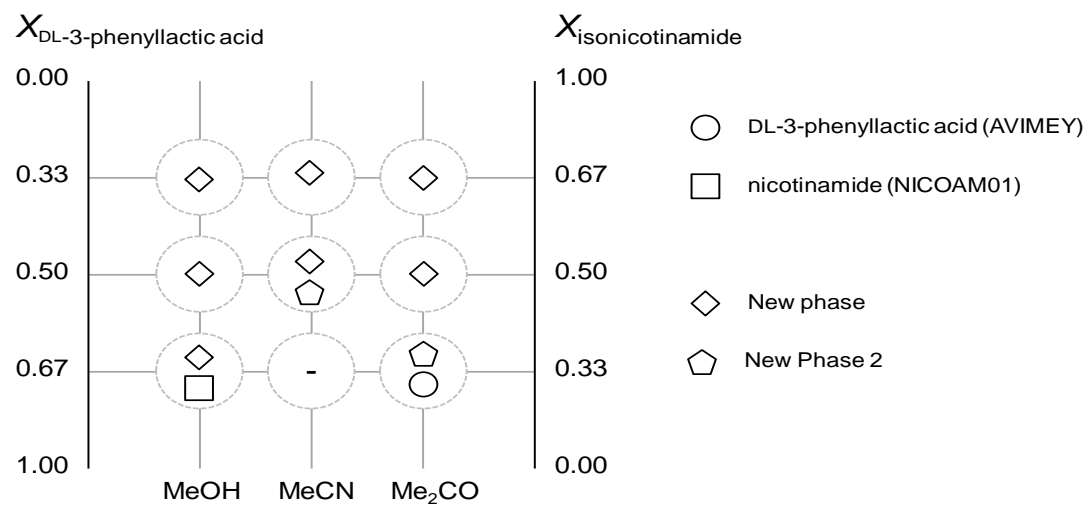 XDL-3-phenyllactic acid
Xisonicotinamide
0.00
1.00
DL-3-phenyllactic acid (AVIMEY)
0.33
0.67
nicotinamide (NICOAM01)
0.50
0.50
New phase
0.67
-
0.33
New Phase 2
1.00
0.00
MeOH MeCN Me₂CO